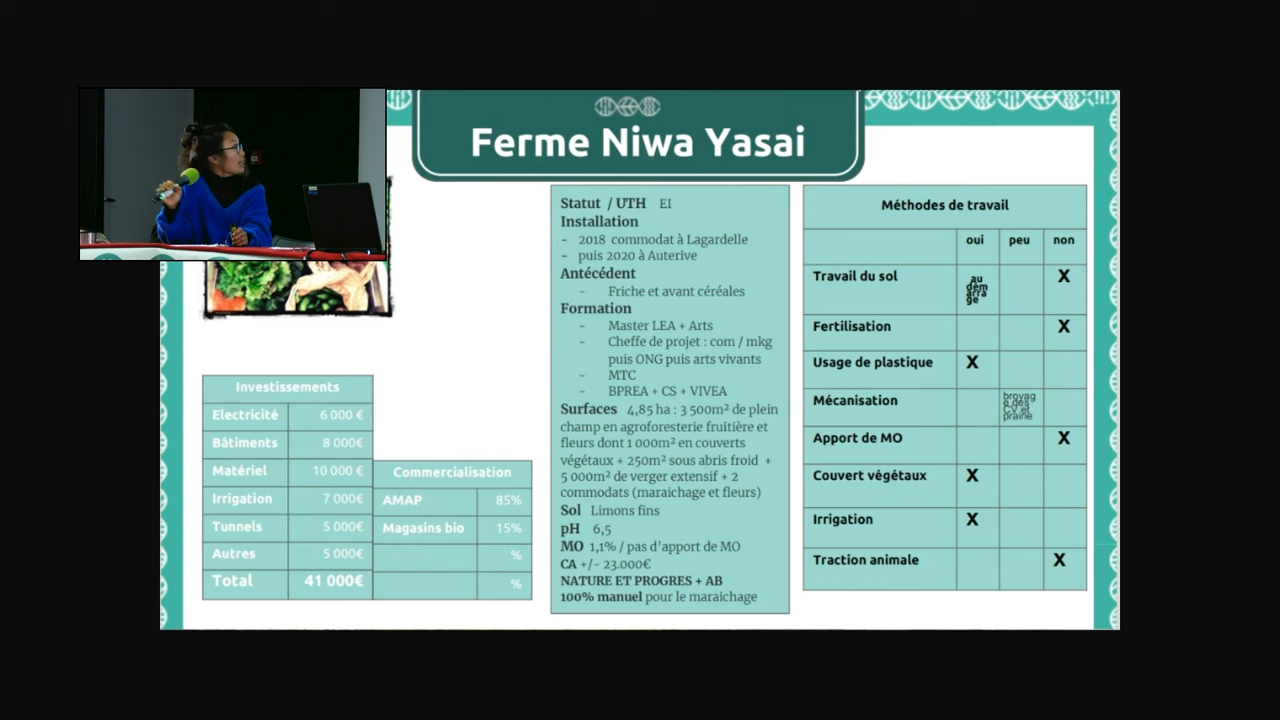 Ferme Niwa Yasai
Investissements
Electricité 6 000 €
Bâtiments 8 000€
Matériel 10 000 €
Irrigation 7 000€
Tunnels 5 000€
Autres 5 000€
Total 41 000€
Commercialisation
AMAP 85%
Magasins bio 15%
%
%
Statut / UTH EI
Installation
- 2018 commodat à Lagardelle
- puis 2020 à Auterive
Antécédent
- Friche et avant céréales
Formation
- Master LEA + Arts
- Cheffe de projet : com / mkg
puis ONG puis arts vivants
- MTC
- BPREA + CS + VIVEA
Surfaces 4,85 ha : 3 500m² de plein
champ en agroforesterie fruitière et
fleurs dont 1 000m² en couverts
végétaux + 250m² sous abris froid +
5 000m² de verger extensif + 2
commodats (maraichage et fleurs)
Sol Limons fins
pH 6,5
MO 1,1% / pas d'apport de MO
CA +/- 23.000€
NATURE ET PROGRES + AB
100% manuel pour le maraichage
Méthodes de travail
oui peu non
Travail du sol au dém arra ge X
Fertilisation X
Usage de plastique X
Mécanisation broyag e des CV et prairie
Apport de MO X
Couvert végétaux X
Irrigation X
Traction animale X